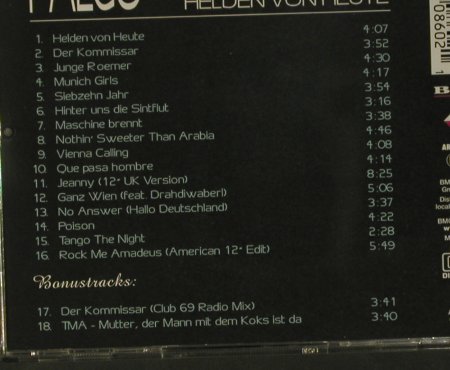 FALCO HELDEN VON HEUTE
1. Helden von Heute 4:07
2. Der Kommissar 3:52
3. Junge Roemer 4:30
4. Munich Girls 4:17
5. Siebzehn Jahr 3:54
6. Hinter uns die Sintflut 3:16
7. Maschine brennt 3:38
8. Nothin' Sweeter Than Arabia 4:46
9. Vienna Calling 4:08
10. Que pasa hombre 4:14
11. Jeanny (12" UK Version) 8:25
12. Ganz Wien (feat. Drahdiwaberl) 5:06
13. No Answer (Hallo Deutschland) 3:37
14. Poison 4:22
15. Tango The Night 2:28
16. Rock Me Amadeus (American 12" Edit) 5:49
Bonustracks:
17. Der Kommissar (Club 69 Radio Mix) 3:41
18. TMA - Mutter, der Mann mit dem Koks ist da 3:40
08602